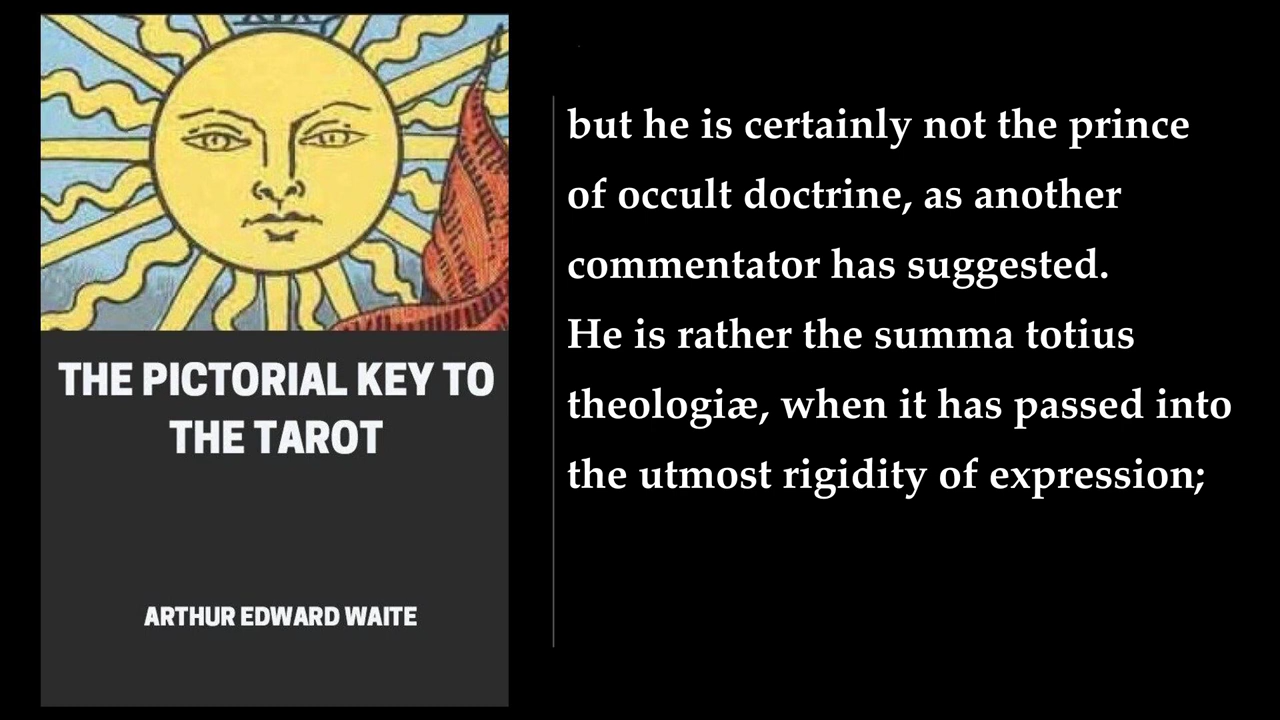 THE PICTORIAL KEY TO
THE TAROT
ARTHUR EDWARD WAITE
but he is certainly not the prince
of occult doctrine, as another
commentator has suggested.
He is rather the summa totius
theologiæ, when it has passed into
the utmost rigidity of expression;